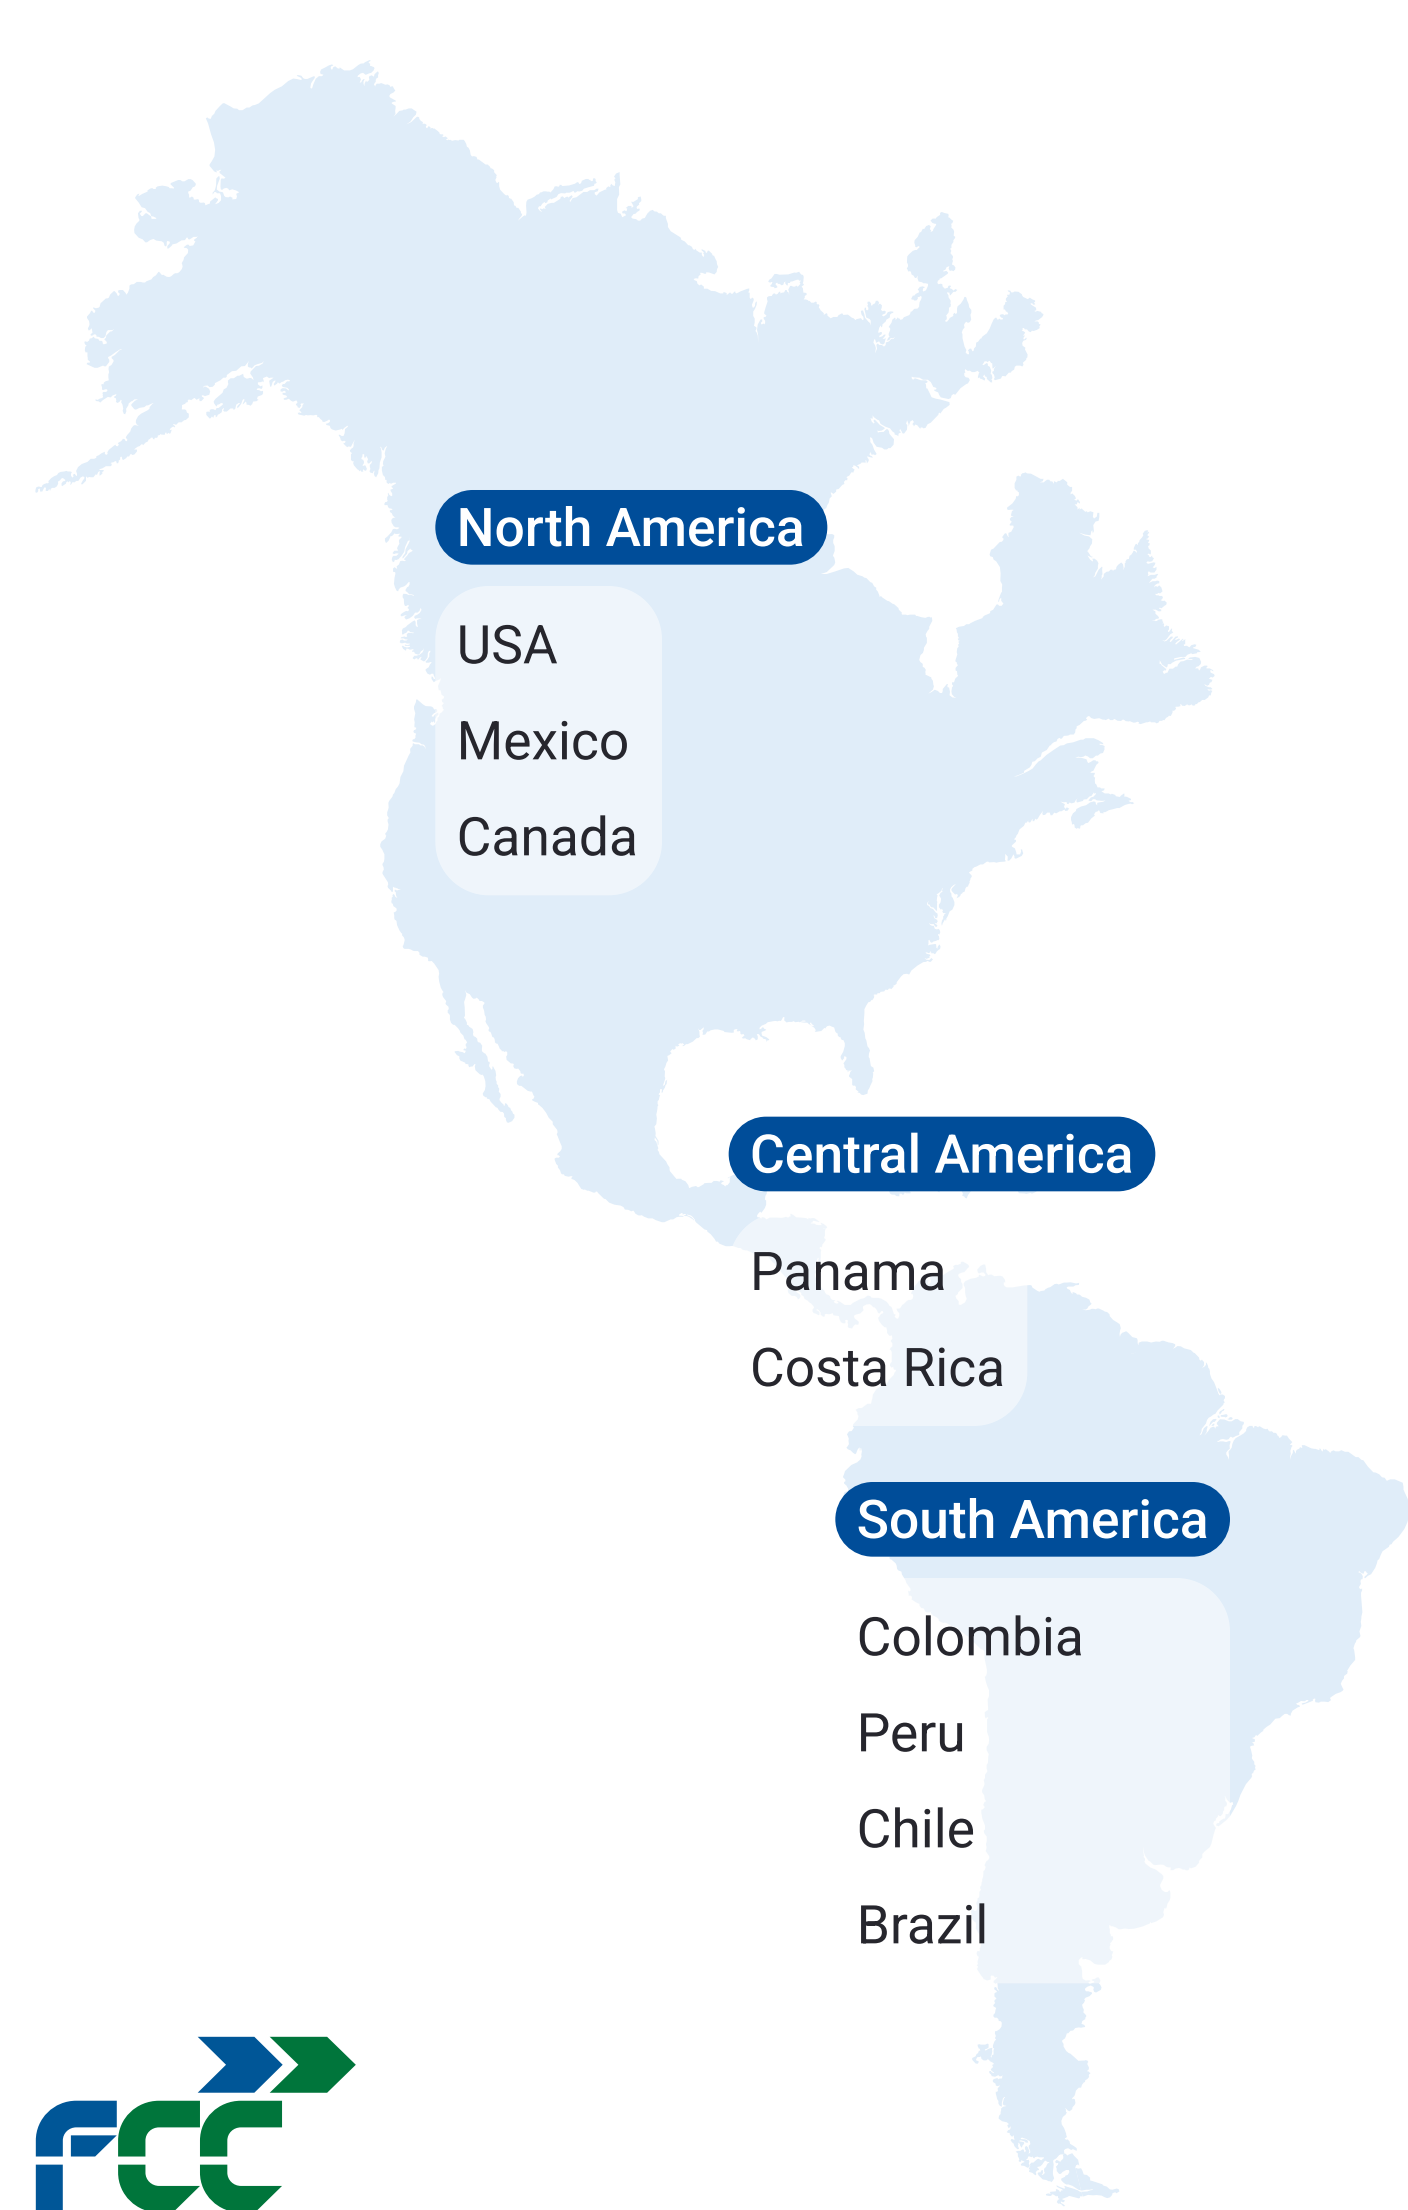 North America
USA
Mexico
Canada
Central America
Panama
Costa Rica
South America
Colombia
Peru
Chile
Brazil
FCC